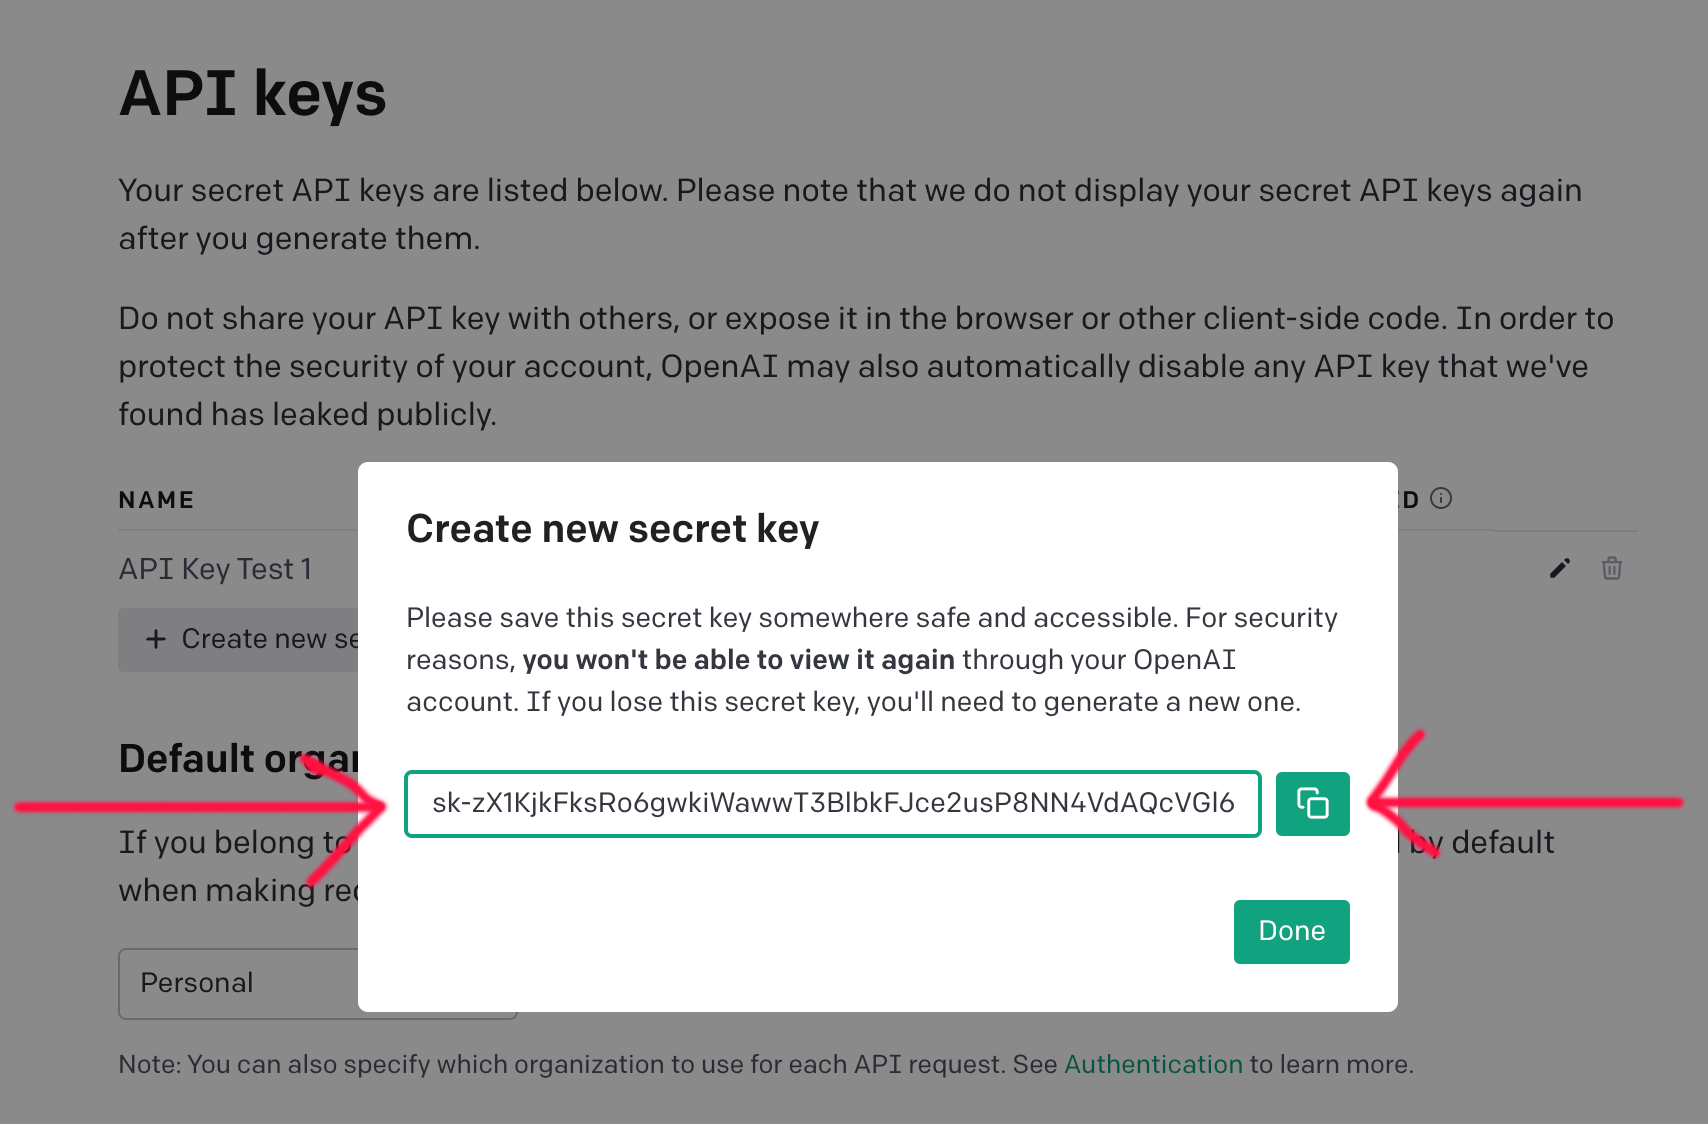 API keys
Your secret API keys are listed below. Please note that we do not display your secret API keys again
after you generate them.
Do not share your API key with others, or expose it in the browser or other client-side code. In order to
protect the security of your account, OpenAI may also automatically disable any API key that we've
found has leaked publicly.
NAME
API Key Test 1
+ Create new
Create new secret key
Please save this secret key somewhere safe and accessible. For security
reasons, you won't be able to view it again through your OpenAI
account. If you lose this secret key, you'll need to generate a new one.
sk-zX1KjkFksRo6gwkiWawwT3BlbkFJce2usP8NN4VdAQcVGl6
Done
Default
If you belong to by default
when making
Personal
Note: You can also specify which organization to use for each API request. See Authentication to learn more.